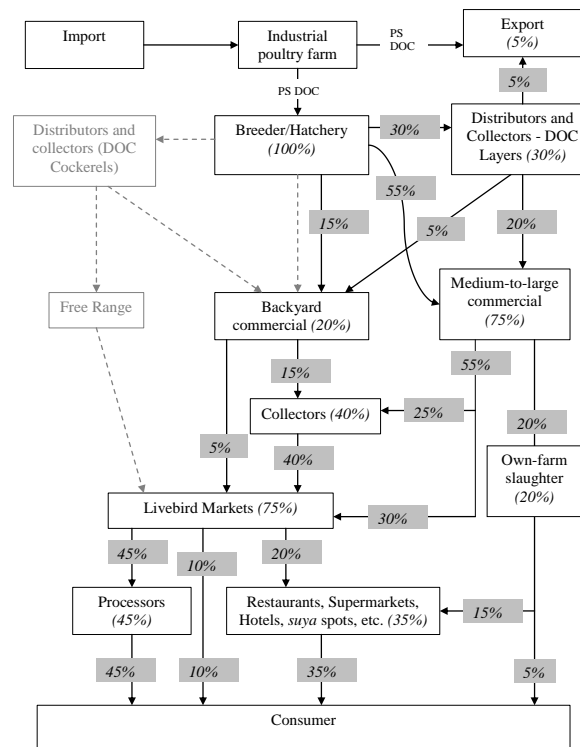 Import
Industrial
poultry farm
PS
DOC
Export
(5%)
PS DOC
5%
Distributors and
collectors (DOC
Cockerels)
Breeder/Hatchery
(100%)
30%
Distributors and
Collectors - DOC
Layers (30%)
55%
15%
5%
20%
Free Range
Backyard
commercial (20%)
Medium-to-large
commercial
(75%)
15%
55%
Collectors (40%)
25%
20%
5%
40%
Own-farm
slaughter
(20%)
Livebird Markets (75%)
30%
45%
10%
20%
Processors
(45%)
Restaurants, Supermarkets,
Hotels, suya spots, etc. (35%)
15%
45%
10%
35%
5%
Consumer